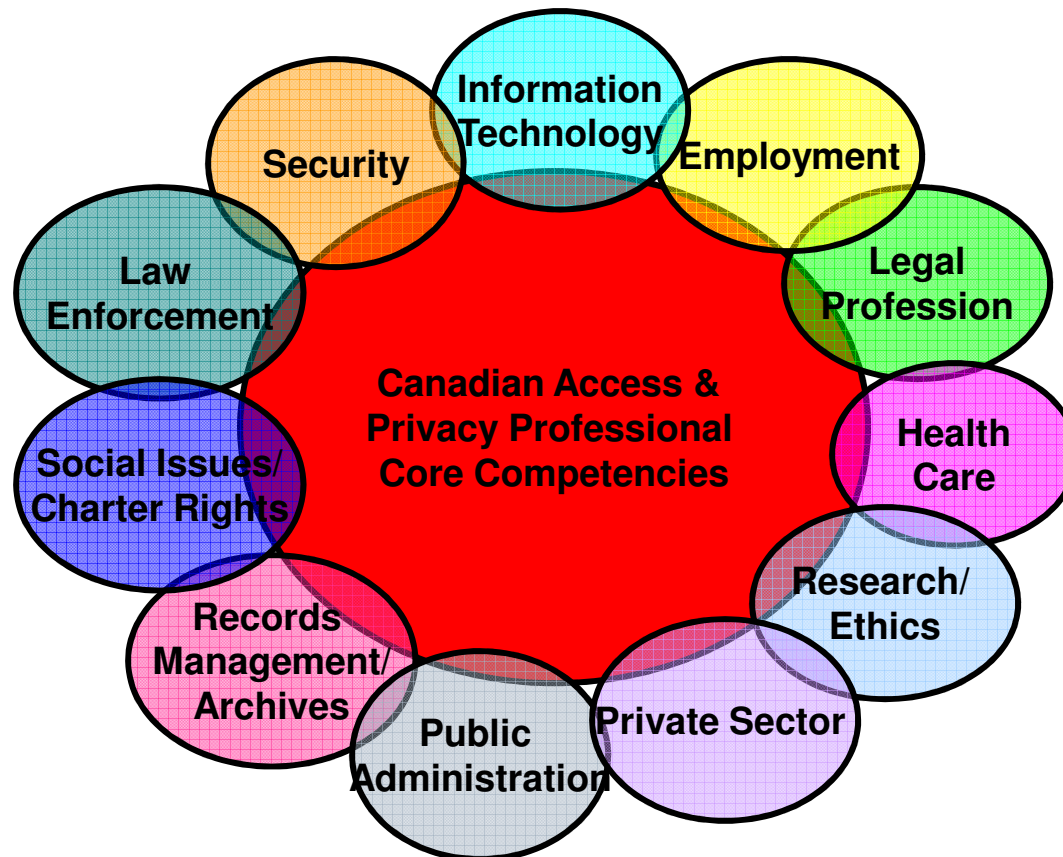 Information
Technology
Employment
Security
Legal
Profession
Law
Enforcement
Canadian Access &
Privacy Professional
Core Competencies
Health
Care
Social Issues/
Charter Rights
Research/
Ethics
Records
Management/
Archives
Private Sector
Public
Administration